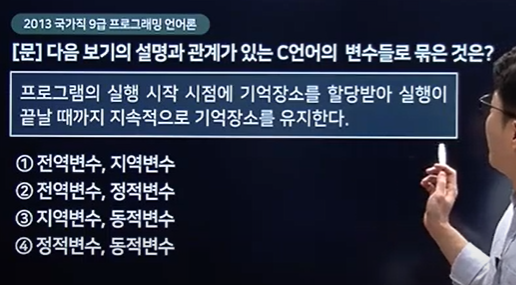 2013 국가직 9급 프로그래밍 언어론
[문] 다음 보기의 설명과 관계가 있는 C언어의 변수들로 묶은 것은?
프로그램의 실행 시작 시점에 기억장소를 할당받아 실행이
끝날 때까지 지속적으로 기억장소를 유지한다.
① 전역변수, 지역변수
② 전역변수, 정적변수
③ 지역변수, 동적변수
④ 정적변수, 동적변수